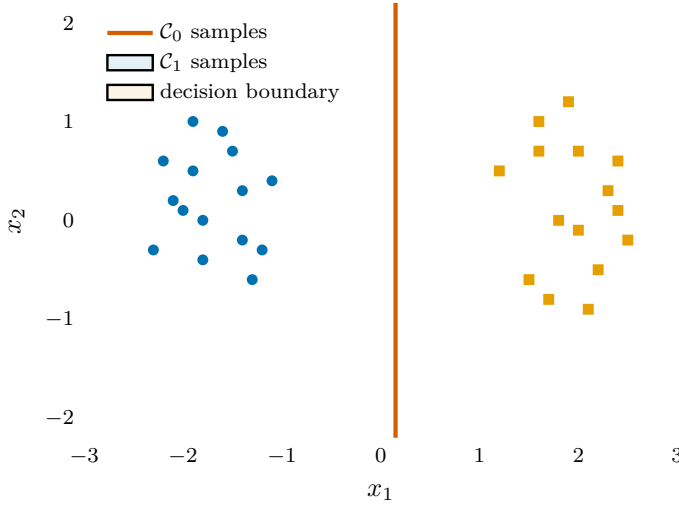 2
1
0
−1
−2
x₂
𝒞₀ samples
𝒞₁ samples
decision boundary
−3 −2 −1 0 1 2 3
x₁